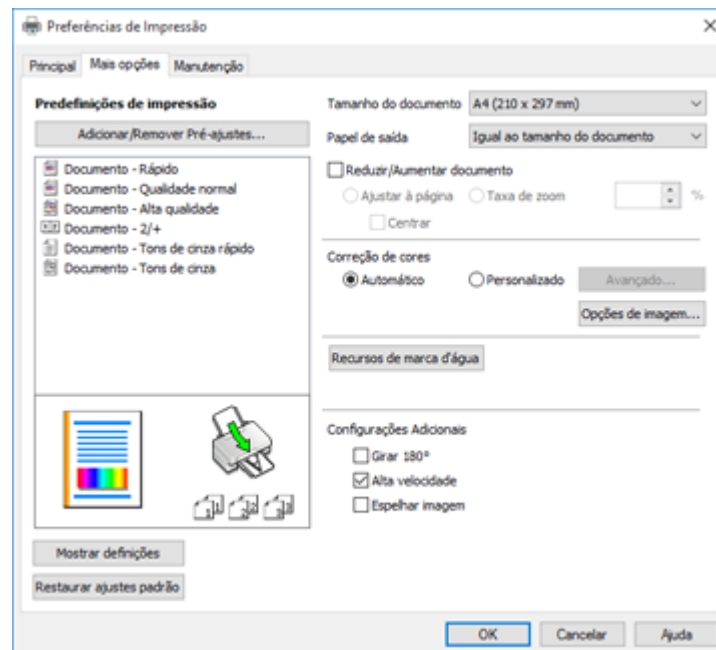 Preferências de Impressão
Principal
Mais opções
Manutenção
Predefinições de impressão
Adicionar/Remover Pré-ajustes...
Documento - Rápido
Documento - Qualidade normal
Documento - Alta qualidade
Documento - 2/+
Documento - Tons de cinza rápido
Documento - Tons de cinza
Mostrar definições
Restaurar ajustes padrão
Tamanho do documento A4 (210 x 297 mm)
Papel de saída Igual ao tamanho do documento
Reduzir/Aumentar documento
Ajustar à página Taxa de zoom %
Centrar
Correção de cores
Automático Personalizado Avançado...
Opções de imagem...
Recursos de marca d'água
Configurações Adicionais
Girar 180°
Alta velocidade
Espelhar imagem
OK Cancelar Ajuda